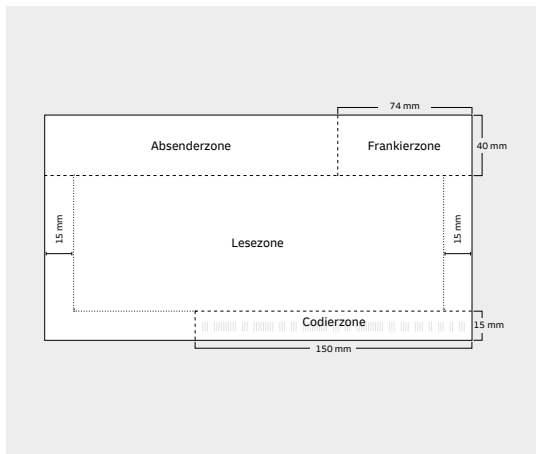 74 mm
Absenderzone
Frankierzone
40 mm
15 mm
Lesezone
15 mm
Codierzone
15 mm
150 mm